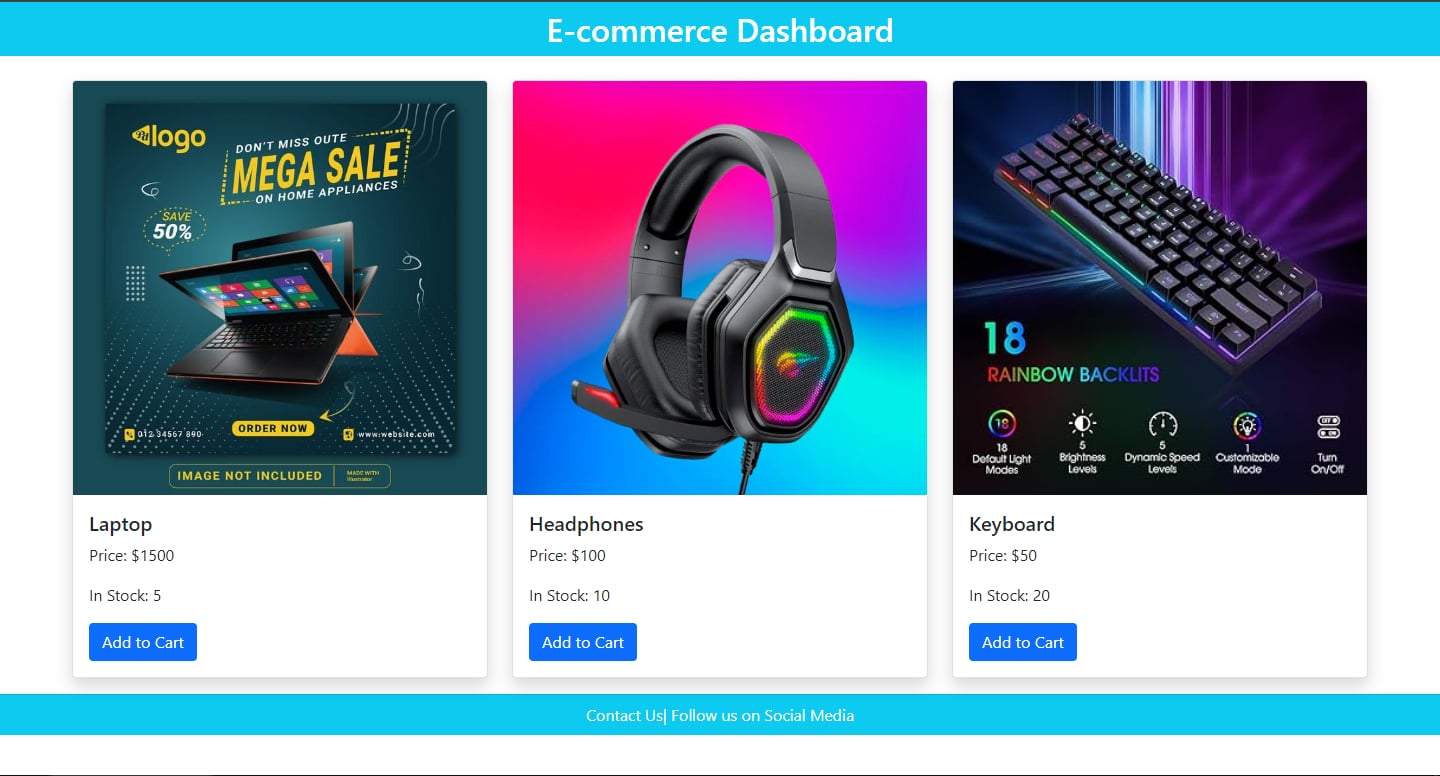 E-commerce Dashboard
logo
DON'T MISS OUTE
MEGA SALE
ON HOME APPLIANCES
SAVE
50%
ORDER NOW
012 34567 890
www.website.com
IMAGE NOT INCLUDED
MADE WITH
illustrator
18
RAINBOW BACKLITS
18
18
Default Light
Modes
5
Brightness
Levels
5
Dynamic Speed
Levels
1
Customizable
Mode
OFF
ON
Turn
On/Off
Laptop
Price: $1500
In Stock: 5
Add to Cart
Headphones
Price: $100
In Stock: 10
Add to Cart
Keyboard
Price: $50
In Stock: 20
Add to Cart
Contact Us| Follow us on Social Media